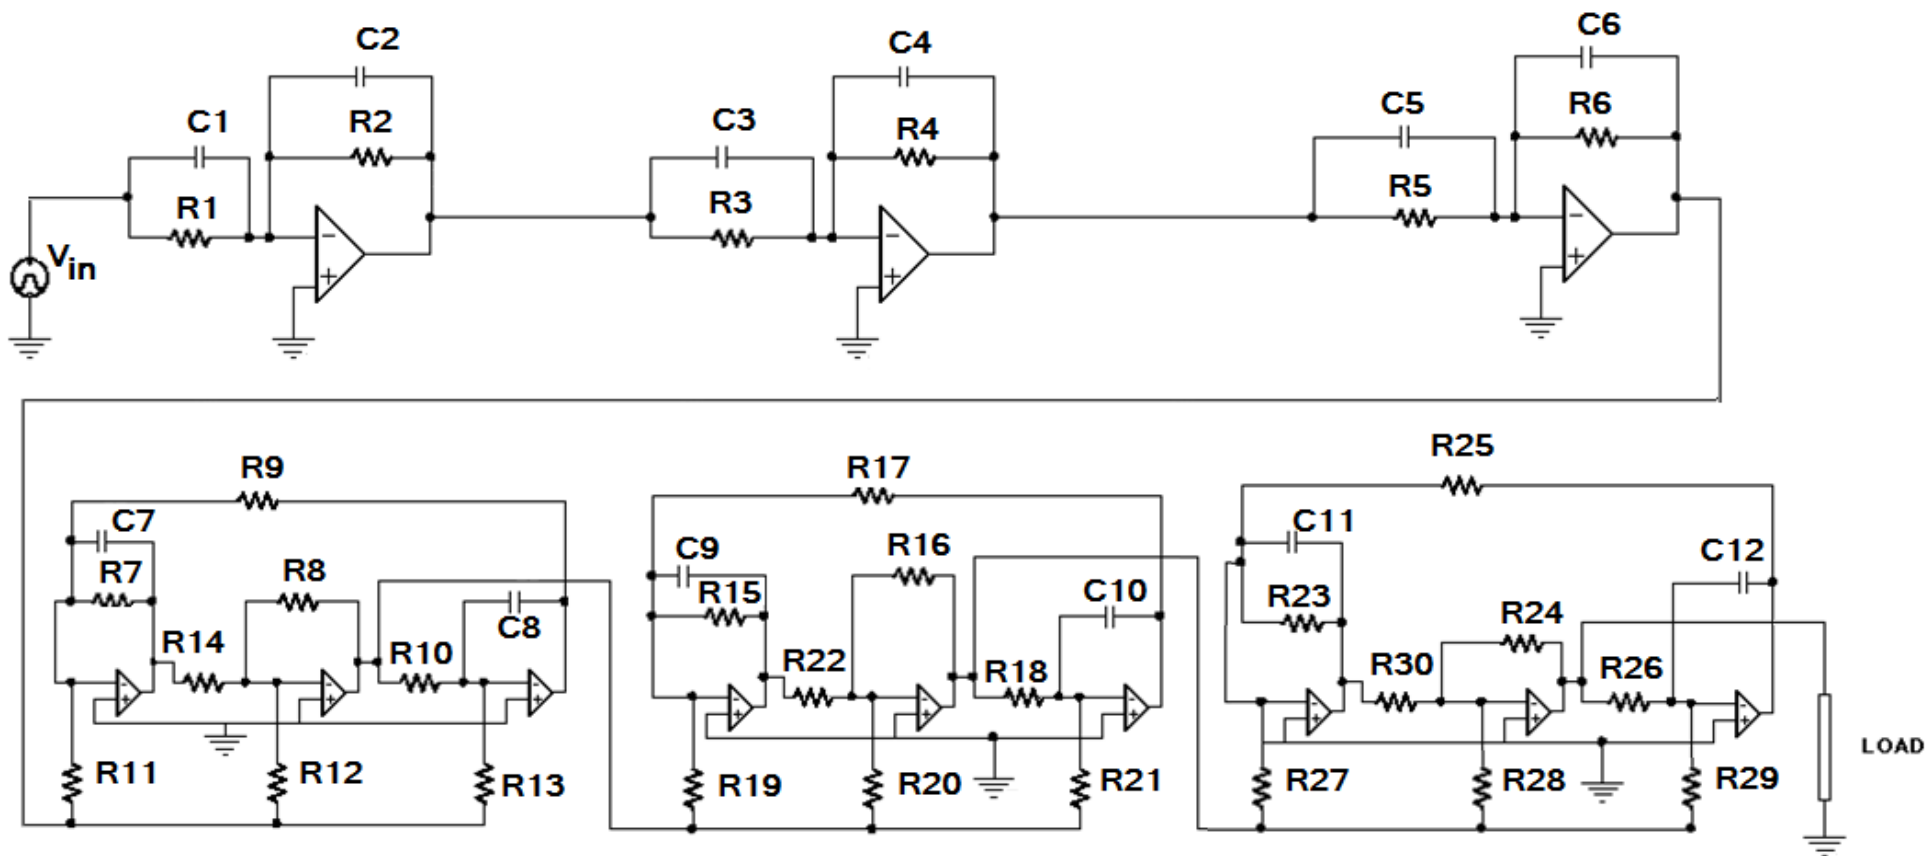 C2
C4
C6
C1
R2
C3
R4
C5
R6
R1
R3
R5
Vin
− + − + − +
R25
R9
R17
C7
C9
R16
C11
C12
R7
R8
R15
C10
R23
R24
C8
R14
R10
R22
R18
R30
R26
- + - + - + - + - + - + - + - + - +
LOAD
R11
R12
R13
R19
R20
R21
R27
R28
R29